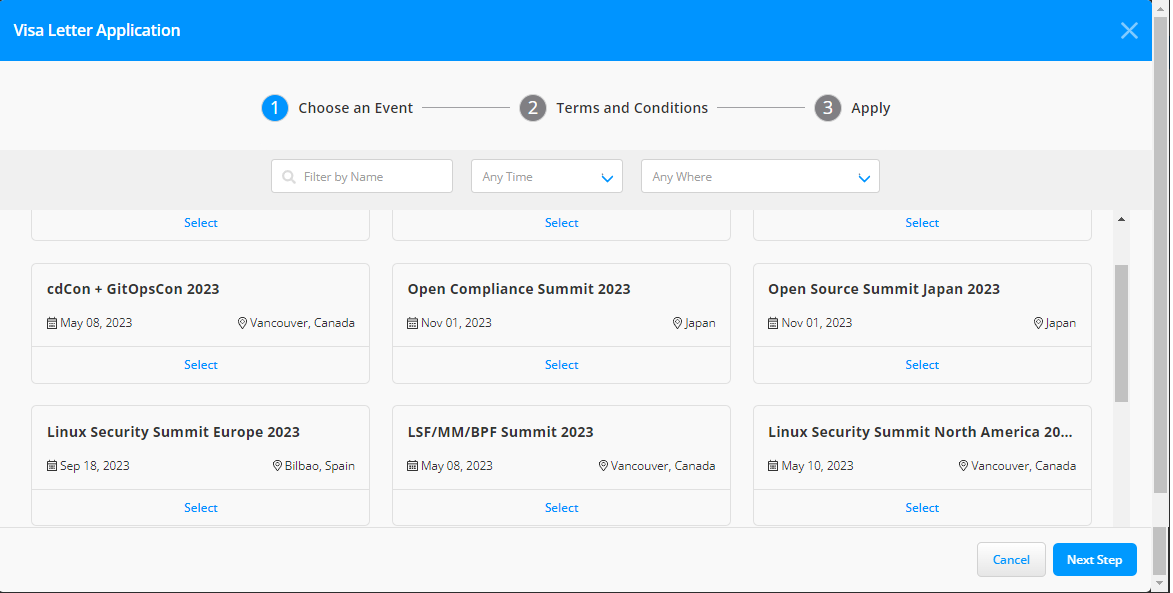 Visa Letter Application
1 Choose an Event 2 Terms and Conditions 3 Apply
Filter by Name Any Time Any Where
Select Select Select
cdCon + GitOpsCon 2023 Open Compliance Summit 2023 Open Source Summit Japan 2023
May 08, 2023 Vancouver, Canada Nov 01, 2023 Japan Nov 01, 2023 Japan
Select Select Select
Linux Security Summit Europe 2023 LSF/MM/BPF Summit 2023 Linux Security Summit North America 20...
Sep 18, 2023 Bilbao, Spain May 08, 2023 Vancouver, Canada May 10, 2023 Vancouver, Canada
Select Select Select
Cancel Next Step